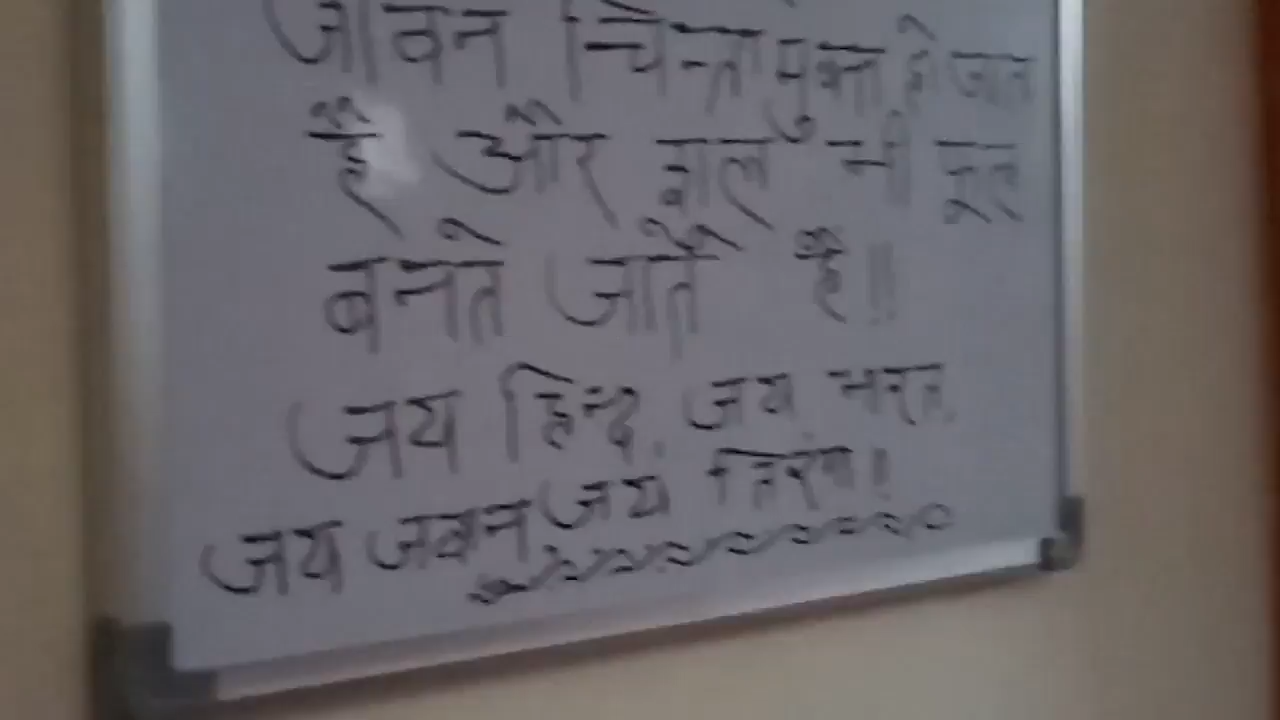 जीवन चिन्ता मुक्त हो जाता
है और शूल भी फूल
बनते जाते है॥
जय हिन्द, जय भारत,
जय जवान जय तिरंगा।